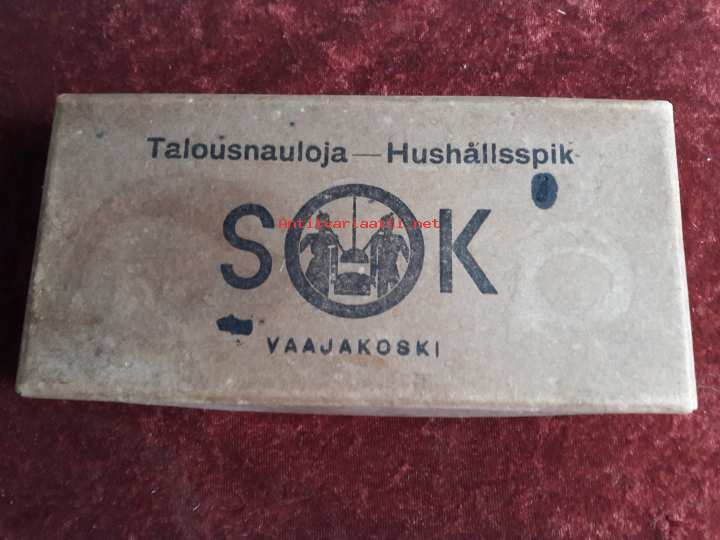 Talousnauloja — Hushållsspik
SOK
Antikvariaatti.net
VAAJAKOSKI